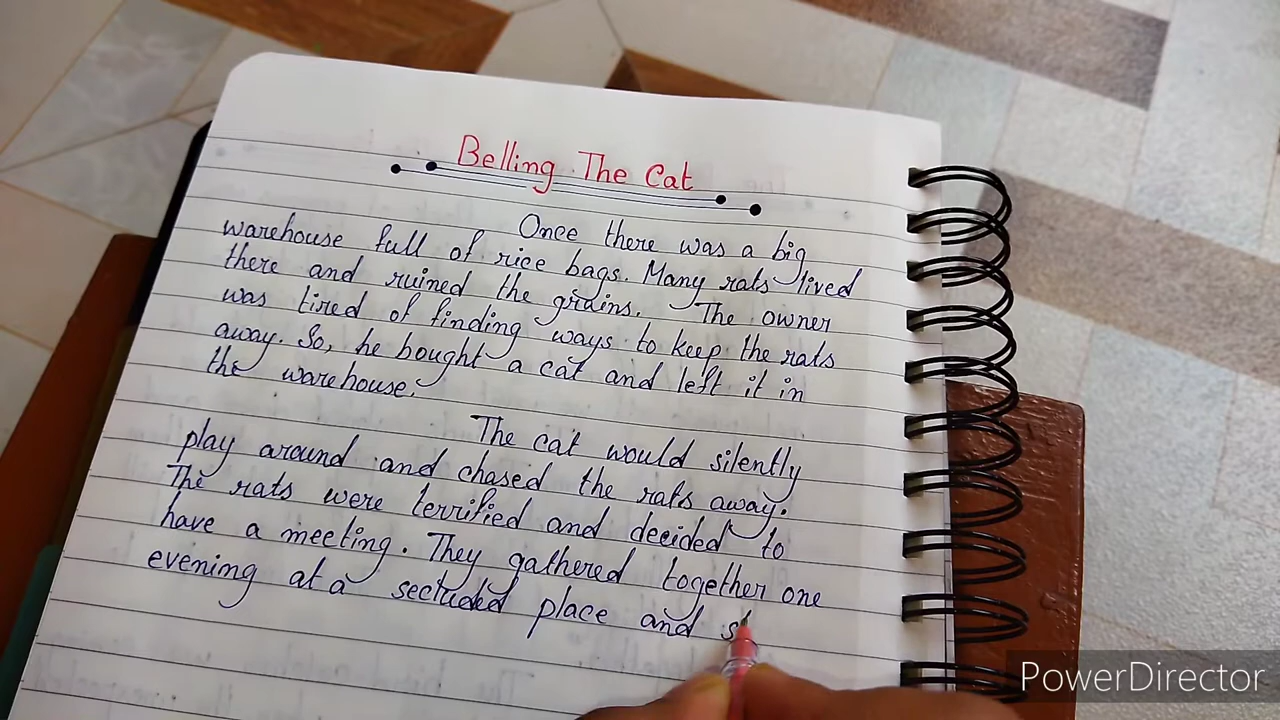 Belling The Cat
Once there was a big
warehouse full of rice bags. Many rats lived
there and ruined the grains. The owner
was tired of finding ways to keep the rats
away. So, he bought a cat and left it in
the warehouse.
The cat would silently
play around and chased the rats away.
The rats were terrified and decided to
have a meeting. They gathered together one
evening at a secluded place and
PowerDirector